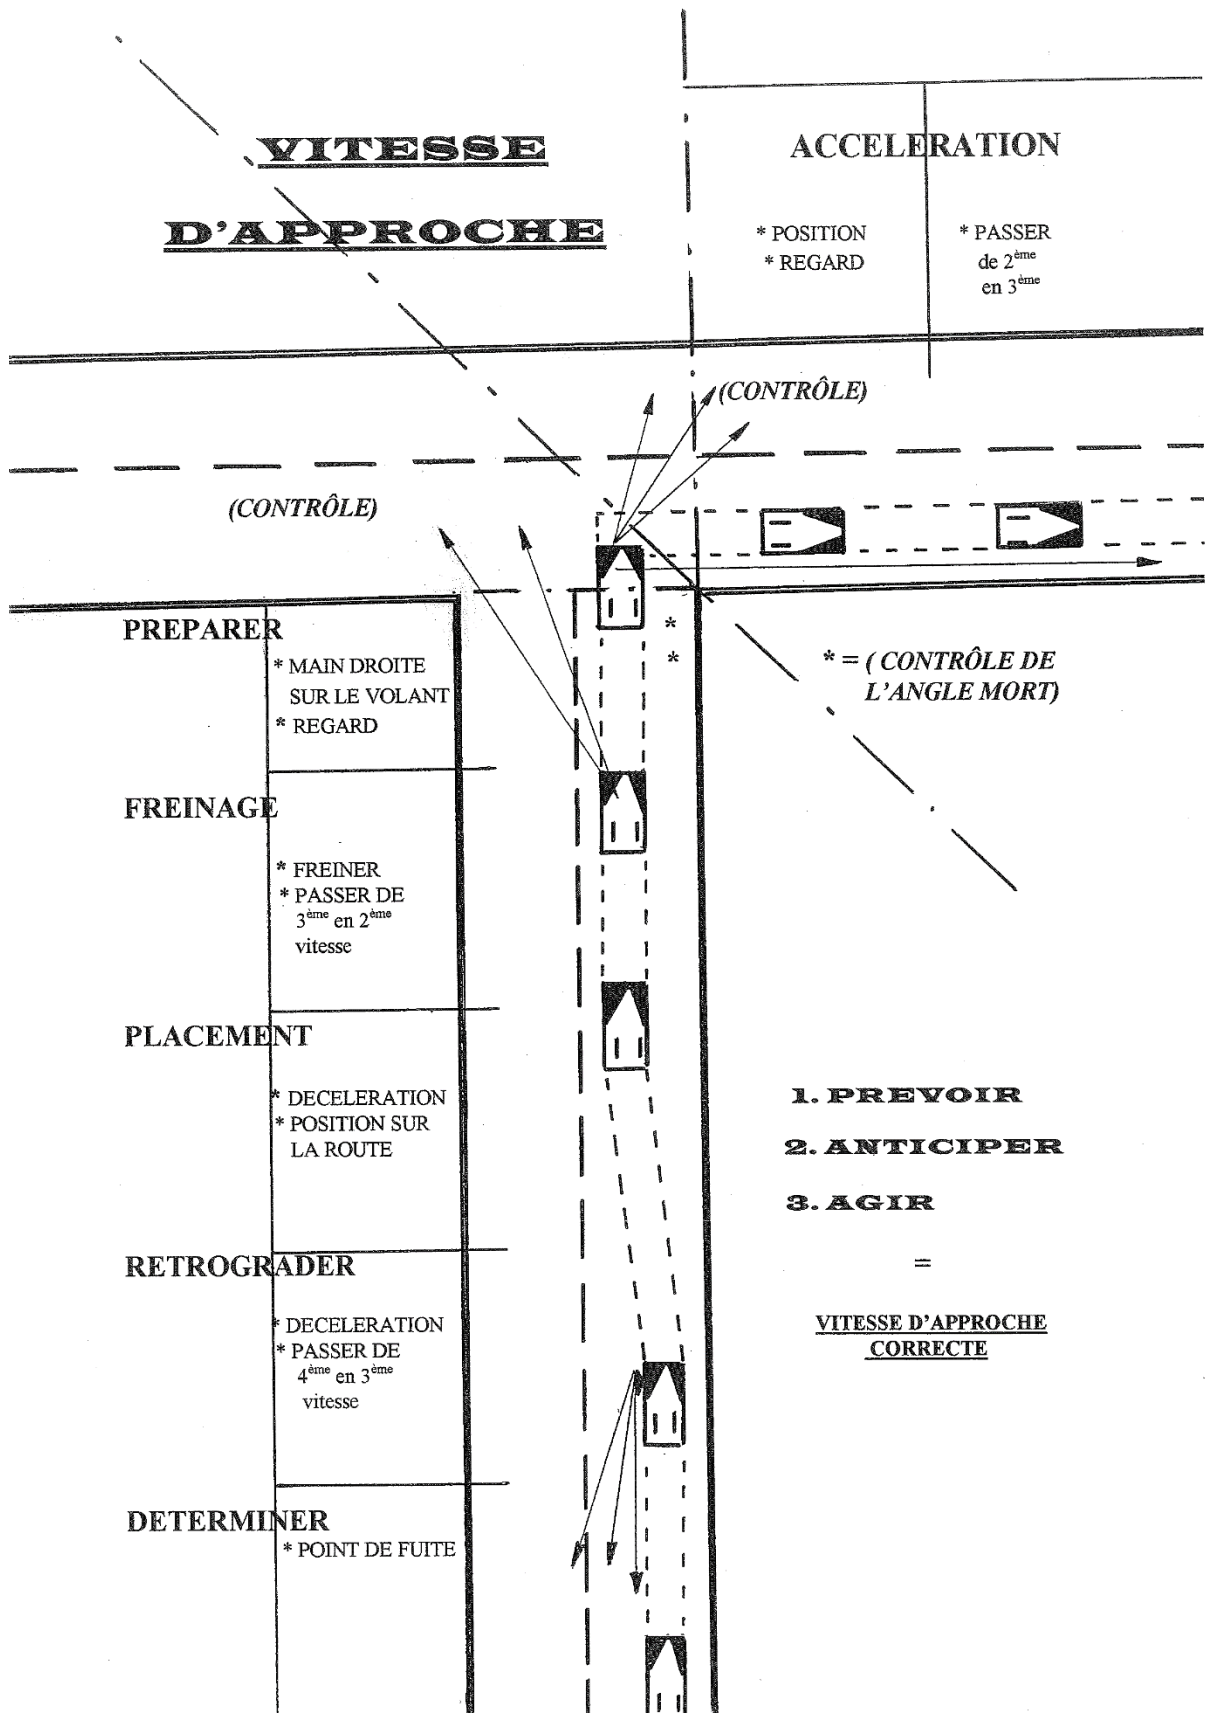 VITESSE
D'APPROCHE
ACCELERATION
* POSITION
* REGARD
* PASSER
de 2ème
en 3ème
(CONTRÔLE)
(CONTRÔLE)
PREPARER
* MAIN DROITE
SUR LE VOLANT
* REGARD
*
*
* = ( CONTRÔLE DE
L'ANGLE MORT)
FREINAGE
* FREINER
* PASSER DE
3ème en 2ème
vitesse
PLACEMENT
* DECELERATION
* POSITION SUR
LA ROUTE
1. PREVOIR
2. ANTICIPER
3. AGIR
=
VITESSE D'APPROCHE
CORRECTE
RETROGRADER
* DECELERATION
* PASSER DE
4ème en 3ème
vitesse
DETERMINER
* POINT DE FUITE